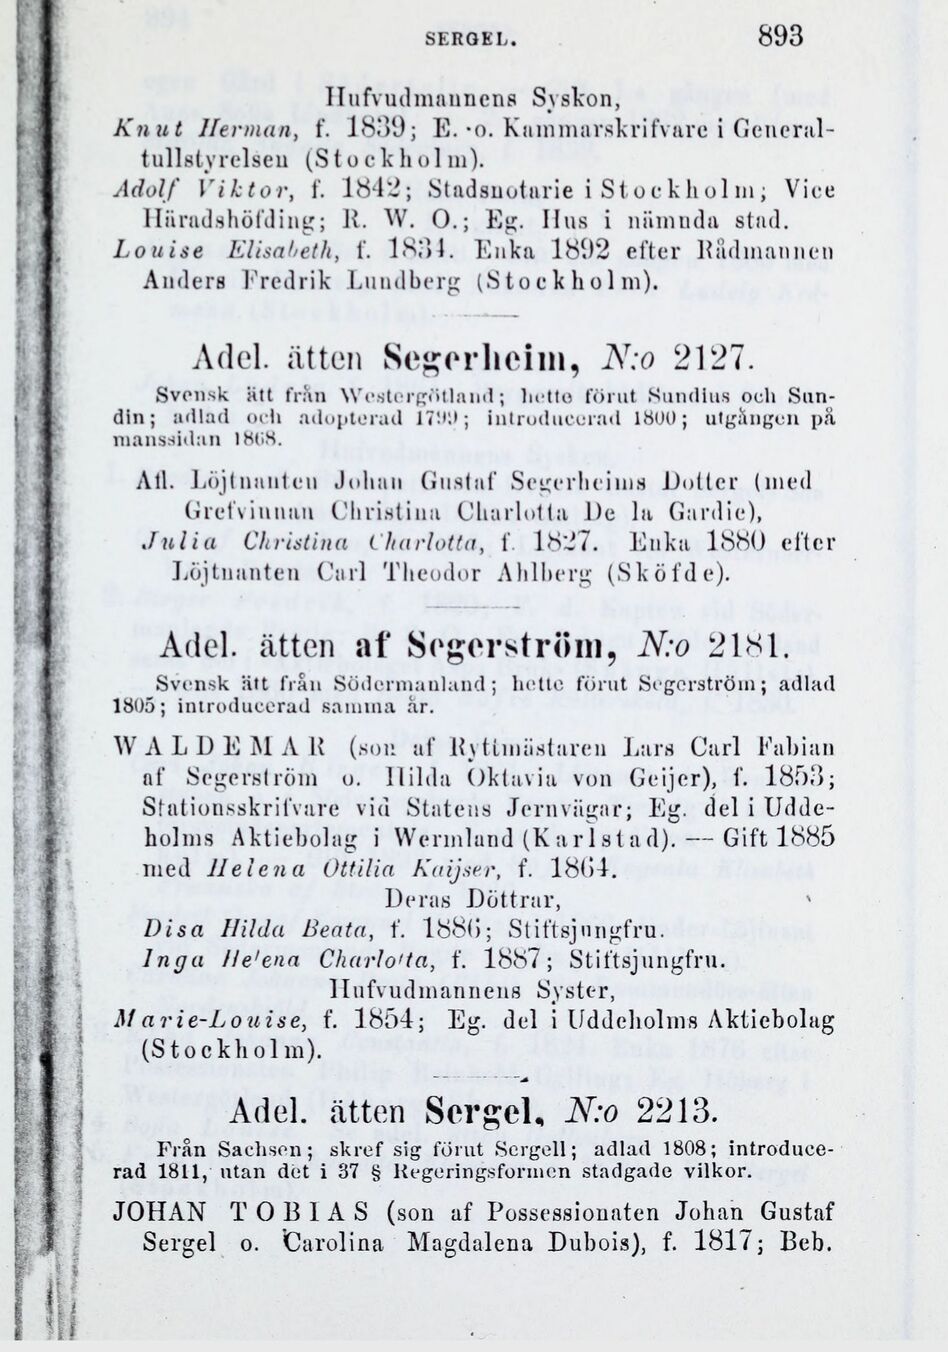 SERGEL. 893
Hufvudmannens Syskon,
Knut Herman, f. 1839; E. o. Kammarskrifvare i General-
tullstyrelsen (Stockholm).
Adolf Viktor, f. 1842; Stadsnotarie i Stockholm; Vice
Häradshöfding; R. W. O.; Eg. Hus i nämnda stad.
Louise Elisabeth, f. 1834. Enka 1892 efter Rådmannen
Anders Fredrik Lundberg (Stockholm).
Adel. ätten Segerheim, N:o 2127.
Svensk ätt från Westergötland; hette förut Sundius och Sun-
din; adlad och adopterad 1799; introducerad 1800; utgången på
manssidan 1868.
Afl. Löjtnanten Johan Gustaf Segerheims Dotter (med
Grefvinnan Christina Charlotta De la Gardie),
Julia Christina Charlotta, f. 1827. Enka 1880 efter
Löjtnanten Carl Theodor Ahlberg (Sköfde).
Adel. ätten af Segerström, N:o 2181.
Svensk ätt från Södermanland; hette förut Segerström; adlad
1805; introducerad samma år.
WALDEMAR (son af Ryttmästaren Lars Carl Fabian
af Segerström o. Hilda Oktavia von Geijer), f. 1853;
Stationsskrifvare vid Statens Jernvägar; Eg. del i Udde-
holms Aktiebolag i Wermland (Karlstad). — Gift 1885
med Helena Ottilia Kaijser, f. 1864.
Deras Döttrar,
Disa Hilda Beata, f. 1886; Stiftsjungfru.
Inga Helena Charlotta, f. 1887; Stiftsjungfru.
Hufvudmannens Syster,
Marie-Louise, f. 1854; Eg. del i Uddeholms Aktiebolag
(Stockholm).
Adel. ätten Sergel, N:o 2213.
Från Sachsen; skref sig förut Sergell; adlad 1808; introduce-
rad 1811, utan det i 37 § Regeringsformen stadgade vilkor.
JOHAN TOBIAS (son af Possessionaten Johan Gustaf
Sergel o. Carolina Magdalena Dubois), f. 1817; Beb.